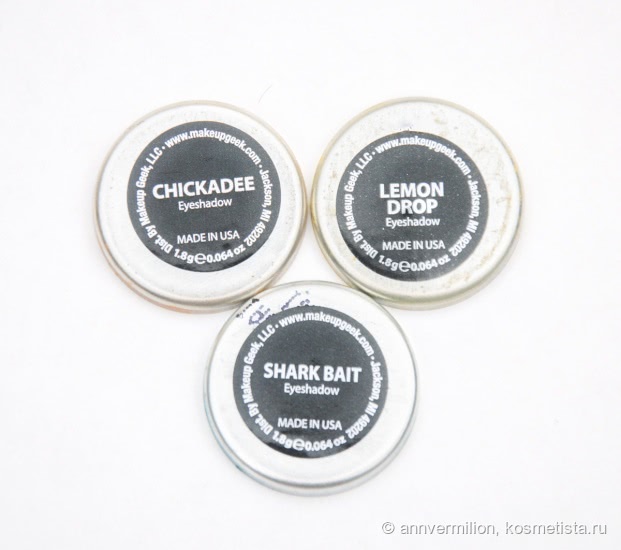 CHICKADEE
Eyeshadow
MADE IN USA
Dist. By Makeup Geek, LLC • www.makeupgeek.com • Jackson, MI 49202
1.8g℮0.064 oz
LEMON
DROP
Eyeshadow
MADE IN USA
Dist. By Makeup Geek, LLC • www.makeupgeek.com • Jackson, MI 49202
1.8g℮0.064 oz
SHARK BAIT
Eyeshadow
MADE IN USA
Dist. By Makeup Geek, LLC • www.makeupgeek.com • Jackson, MI 49202
1.8g℮0.064 oz
© annvermilion, kosmetista.ru